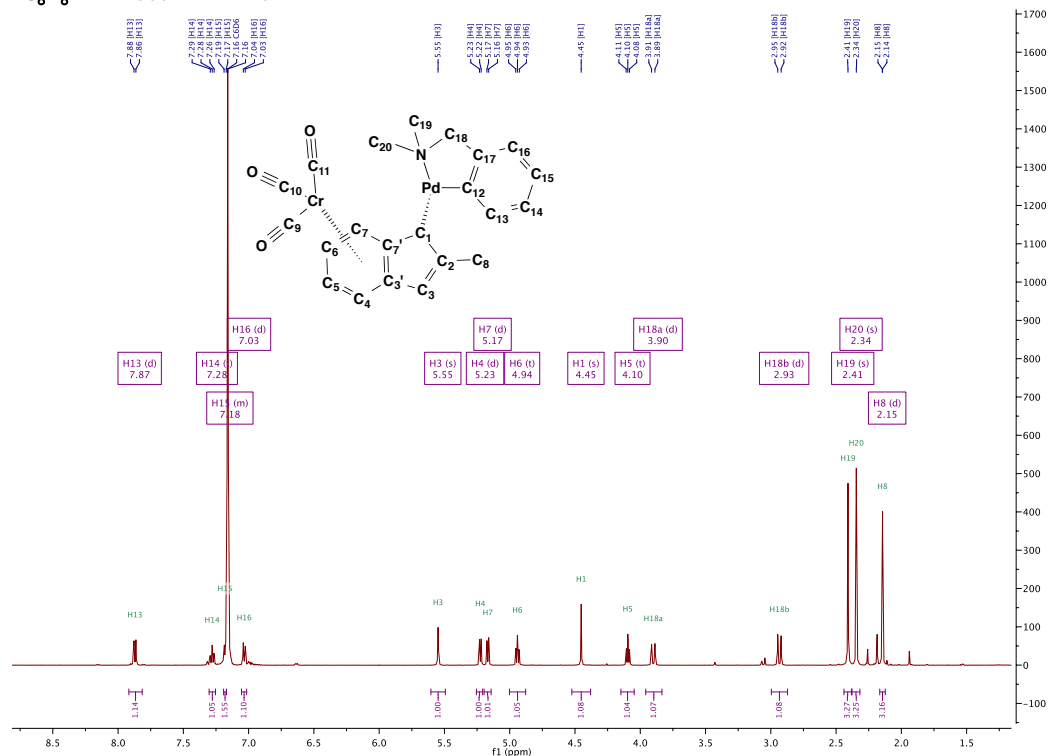 7.88 [H13]
7.86 [H13]
7.29 [H14]
7.28 [H14]
7.26 [H14]
7.19 [H15]
7.17 [H15]
7.16 C6D6
7.16
7.04 [H16]
7.03 [H16]
5.55 [H3]
5.23 [H4]
5.22 [H4]
5.17 [H7]
5.16 [H7]
4.95 [H6]
4.94 [H6]
4.93 [H6]
4.45 [H1]
4.11 [H5]
4.10 [H5]
4.08 [H5]
3.91 [H18a]
3.89 [H18a]
2.95 [H18b]
2.92 [H18b]
2.41 [H19]
2.34 [H20]
2.15 [H8]
2.14 [H8]
O
C11
O
C10
Cr
C9
O
C19
C20
N
C18
C17
C16
C15
C14
C13
C12
Pd
C7
C6
C7'
C1
C2
C8
C3'
C3
C5
C4
H16 (d)
7.03
H7 (d)
5.17
H18a (d)
3.90
H20 (s)
2.34
H13 (d)
7.87
H14 (t)
7.28
H3 (s)
5.55
H4 (d)
5.23
H6 (t)
4.94
H1 (s)
4.45
H5 (t)
4.10
H18b (d)
2.93
H19 (s)
2.41
H15 (m)
7.18
H8 (d)
2.15
H13
H14
H15
H16
H3
H4
H7
H6
H1
H5
H18a
H18b
H19
H20
H8
1.14
1.05
1.55
1.10
1.00
1.00
1.01
1.05
1.08
1.04
1.07
1.08
3.27
3.25
3.16
8.5
8.0
7.5
7.0
6.5
6.0
5.5
5.0
4.5
4.0
3.5
3.0
2.5
2.0
1.5
f1 (ppm)
1700
1600
1500
1400
1300
1200
1100
1000
900
800
700
600
500
400
300
200
100
0
-100